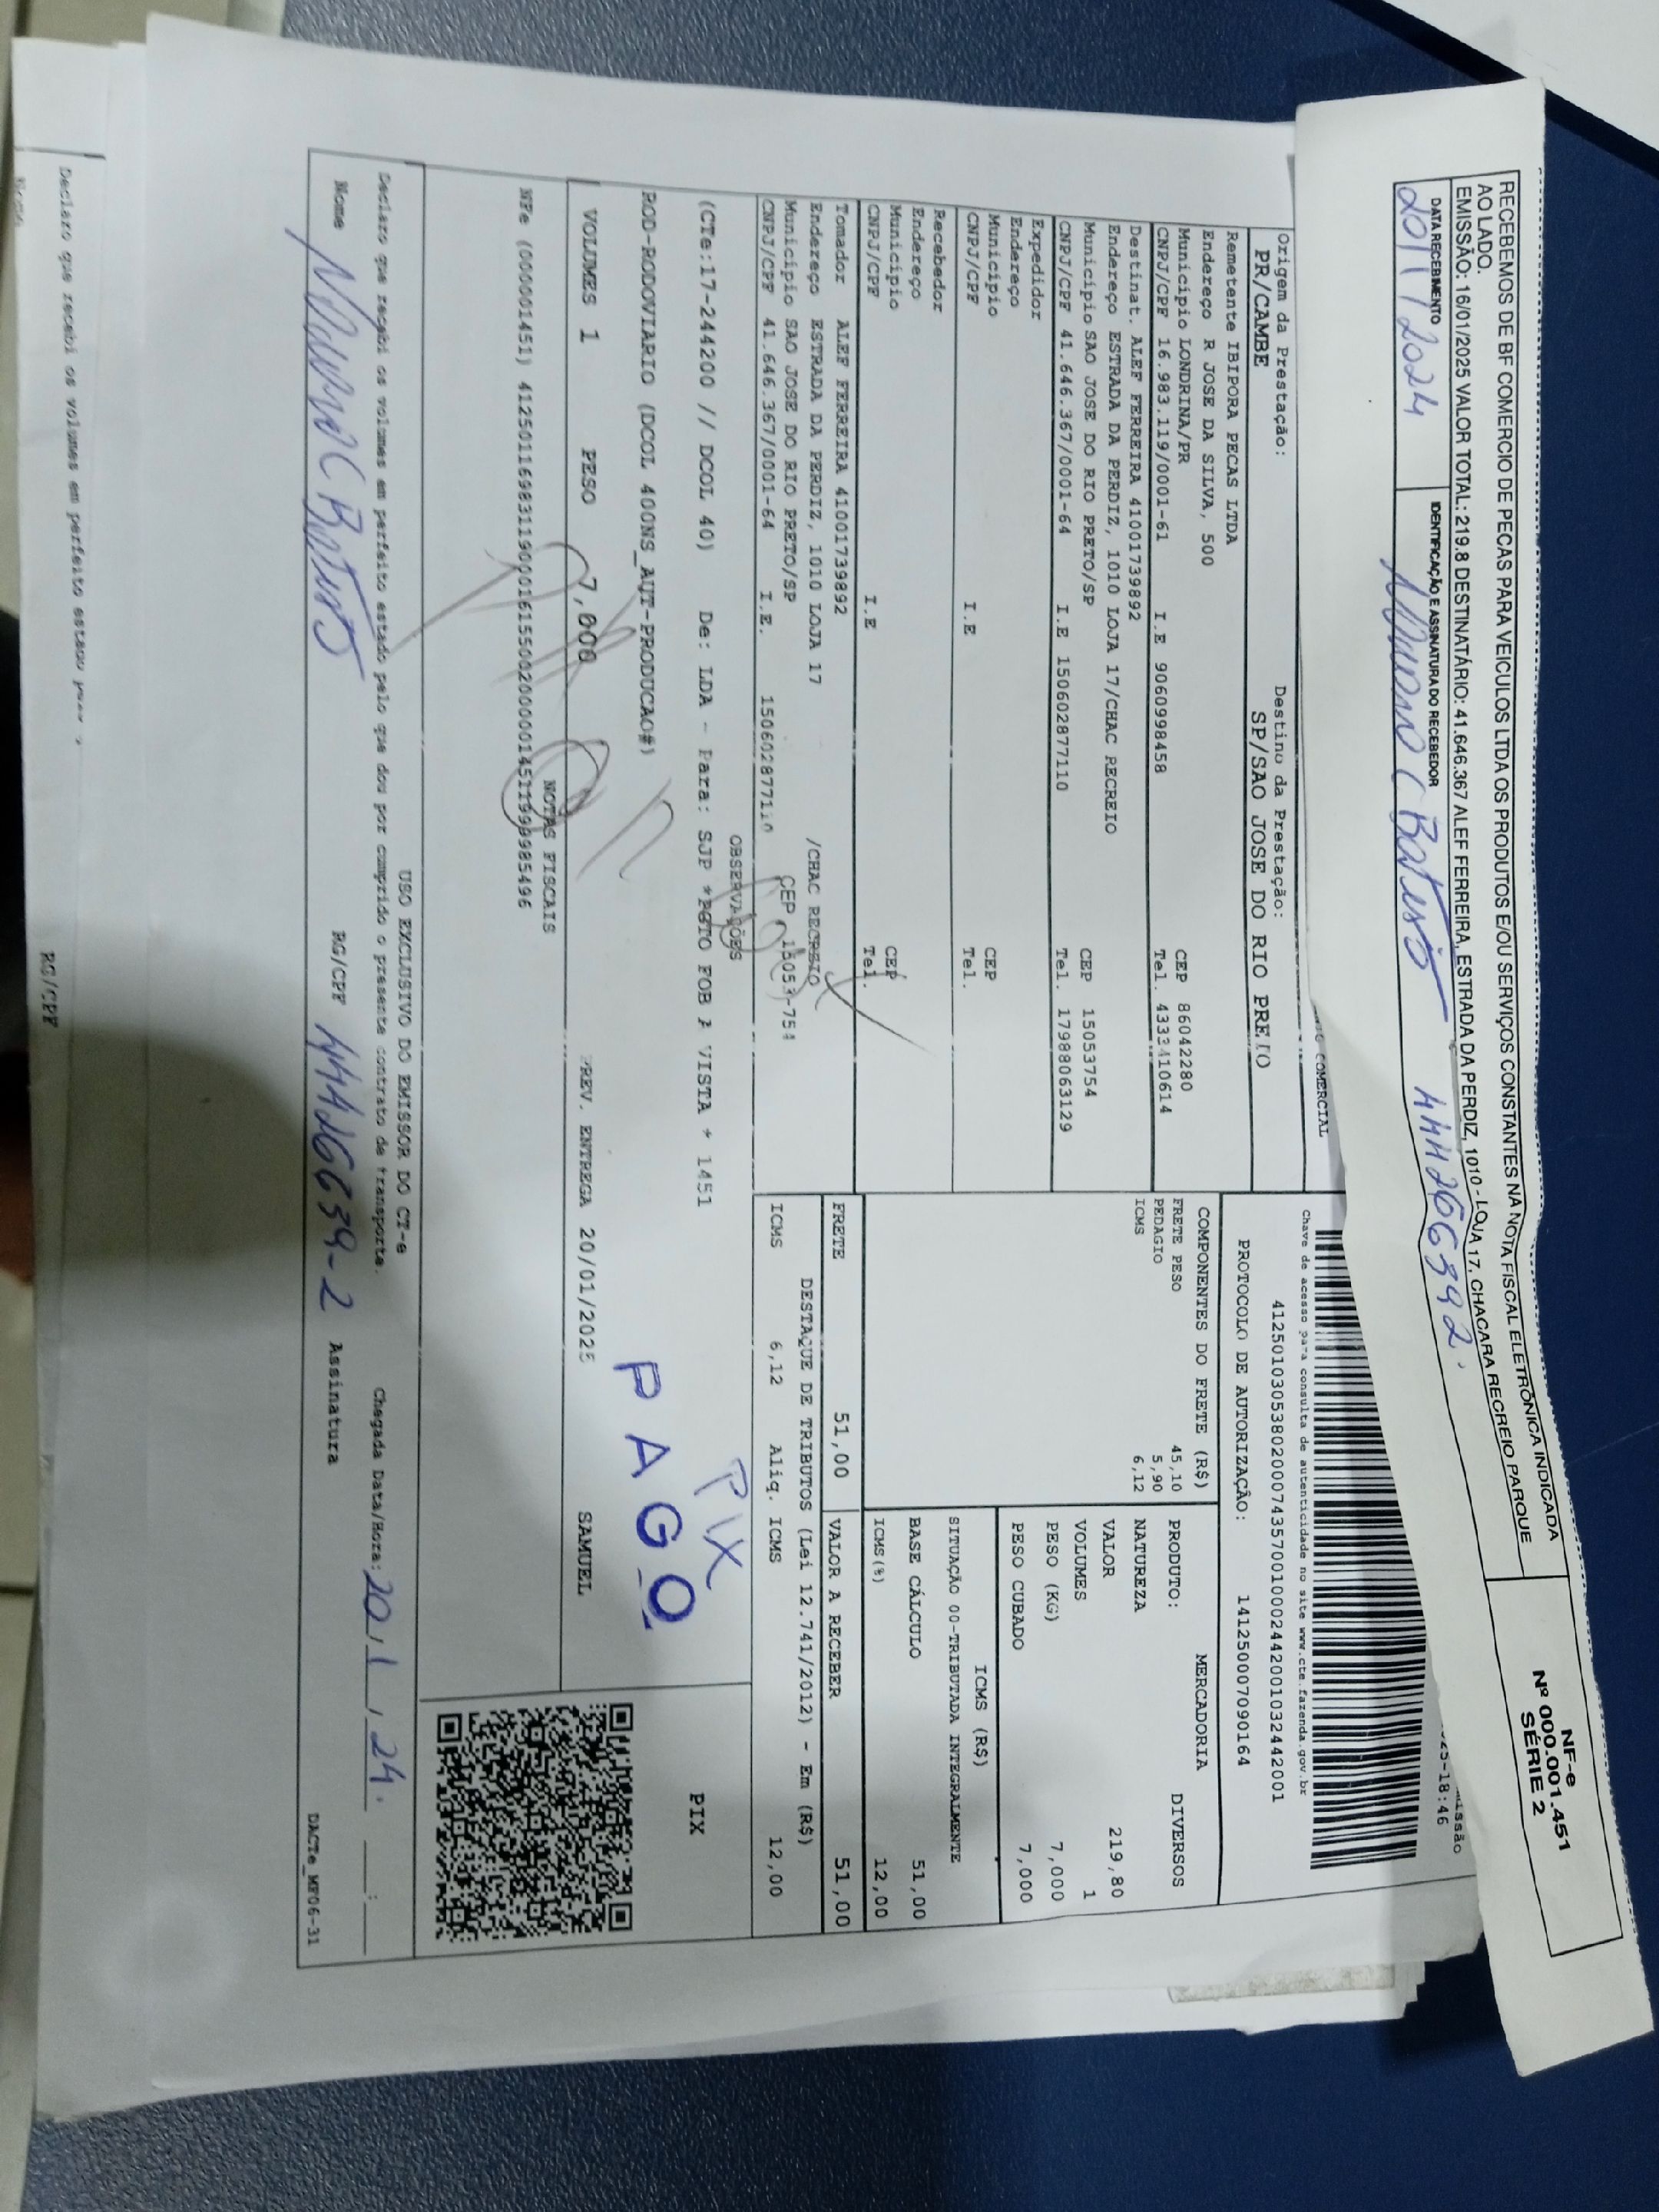 RECEBEMOS DE BF COMERCIO DE PECAS PARA VEICULOS LTDA OS PRODUTOS E/OU SERVIÇOS CONSTANTES NA NOTA FISCAL ELETRÔNICA INDICADA
AO LADO.
EMISSÃO: 16/01/2025 VALOR TOTAL: 219.8 DESTINATÁRIO: 41.646.367 ALEF FERREIRA, ESTRADA DA PERDIZ, 1010 - LOJA 17, CHACARA RECREIO PARQUE
DATA RECEBIMENTO
IDENTIFICAÇÃO E ASSINATURA DO RECEBEDOR
20/1/2024
44266392
NF-e
Nº 000.001.451
SÉRIE 2
18:46
COMERCIAL
Chave de acesso para consulta de autenticidade no site www.cte.fazenda.gov.br
41250103053802000743570010002442001032442001
PROTOCOLO DE AUTORIZAÇÃO: 141250007090164
Origem da Prestação:
PR/CAMBE
Destino da Prestação:
SP/SAO JOSE DO RIO PRETO
Remetente IBIPORA PECAS LTDA
Endereço R JOSE DA SILVA, 500
Município LONDRINA/PR CEP 86042280
CNPJ/CPF 16.983.119/0001-61 I.E 9060998458 Tel. 4333410614
Destinat. ALEF FERREIRA 41001739892
Endereço ESTRADA DA PERDIZ, 1010 LOJA 17/CHAC RECREIO
Município SAO JOSE DO RIO PRETO/SP CEP 15053754
CNPJ/CPF 41.646.367/0001-64 I.E 150602877110 Tel. 17988063129
Expedidor
Endereço
Município CEP
CNPJ/CPF I.E Tel.
Recebedor
Endereço
Município CEP
CNPJ/CPF I.E Tel.
Tomador ALEF FERREIRA 41001739892
Endereço ESTRADA DA PERDIZ, 1010 LOJA 17 /CHAC RECREIO
Município SAO JOSE DO RIO PRETO/SP CEP 15053-754
CNPJ/CPF 41.646.367/0001-64 I.E. 150602877110
COMPONENTES DO FRETE (R$)
FRETE PESO 45,10
PEDAGIO 5,90
ICMS 6,12
MERCADORIA
PRODUTO: DIVERSOS
NATUREZA
VALOR 219,80
VOLUMES 1
PESO (KG) 7,000
PESO CUBADO 7,000
ICMS (R$)
SITUAÇÃO 00-TRIBUTADA INTEGRALMENTE
BASE CÁLCULO 51,00
ICMS(%) 12,00
FRETE 51,00
VALOR A RECEBER 51,00
DESTAQUE DE TRIBUTOS (Lei 12.741/2012) - Em (R$)
ICMS 6,12 Aliq. ICMS 12,00
OBSERVAÇÕES
(CTe:17-244200 // DCOL 40) De: LDA - Para: SJP *PGTO FOB A VISTA * 1451
ROD-RODOVIARIO (DCOL 400NS_AUT-PRODUCAO#)
PIX
PAGO
PIX
VOLUMES 1 PESO 7,000 PREV. ENTREGA 20/01/2025 SAMUEL
NOTAS FISCAIS
NFe (000001451) 41250116983119000161550020000014511999985496
USO EXCLUSIVO DO EMISSOR DO CT-e
Declaro que recebi os volumes em perfeito estado pelo que dou por cumprido o presente contrato de transporte. Chegada Data/Hora: 20/1/24. :
Nome RG/CPF Assinatura
DACTe_MF06-31
Declaro que recebi os volumes em perfeito estado
Nome RG/CPF